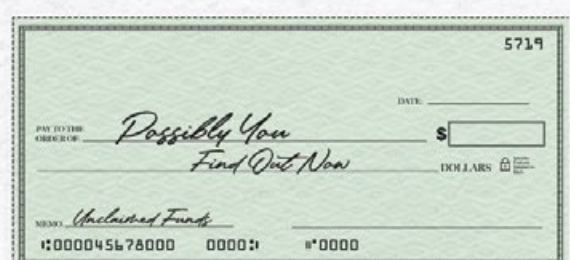 5719
DATE:
PAY TO THE
ORDER OF: Possibly You $
Find Out Now DOLLARS
MEMO: Unclaimed Funds
⑆000045678000 0000⑆ ⑈0000